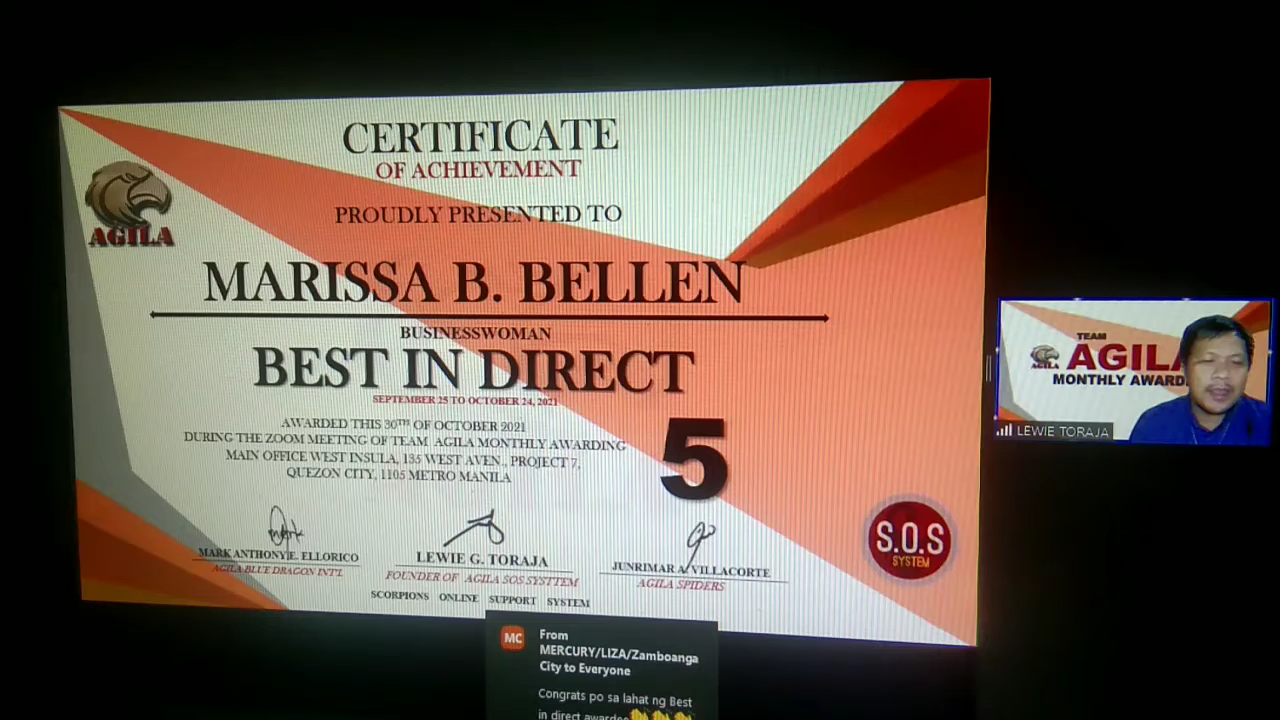 CERTIFICATE
OF ACHIEVEMENT
PROUDLY PRESENTED TO
AGILA
MARISSA B. BELLEN
BUSINESSWOMAN
BEST IN DIRECT
SEPTEMBER 25 TO OCTOBER 24, 2021
AWARDED THIS 30TH OF OCTOBER 2021
DURING THE ZOOM MEETING OF TEAM AGILA MONTHLY AWARDING
MAIN OFFICE WEST INSULA, 135 WEST AVEN., PROJECT 7,
QUEZON CITY, 1105 METRO MANILA
5
MARK ANTHONY E. ELLORICO
AGILA BLUE DRAGON INT'L
LEWIE G. TORAJA
FOUNDER OF AGILA SOS SYSTTEM
JUNRIMAR A. VILLACORTE
AGILA SPIDERS
SCORPIONS ONLINE SUPPORT SYSTEM
S.O.S
SYSTEM
TEAM
AGILA
AGILA
MONTHLY AWARD
LEWIE TORAJA
MC
From
MERCURY/LIZA/Zamboanga
City to Everyone
Congrats po sa lahat ng Best
in direct awardee